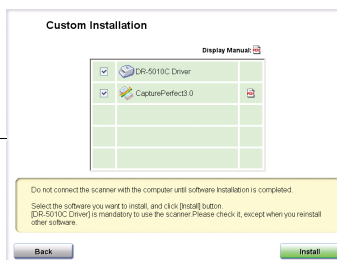 Custom Installation
Display Manual:
DR-5010C Driver
CapturePerfect3.0
Do not connect the scanner with the computer until software Installation is completed.
Select the software you want to install, and click [Install] button.
[DR-5010C Driver] is mandatory to use the scanner.Please check it, except when you reinstall
other software.
Back
Install